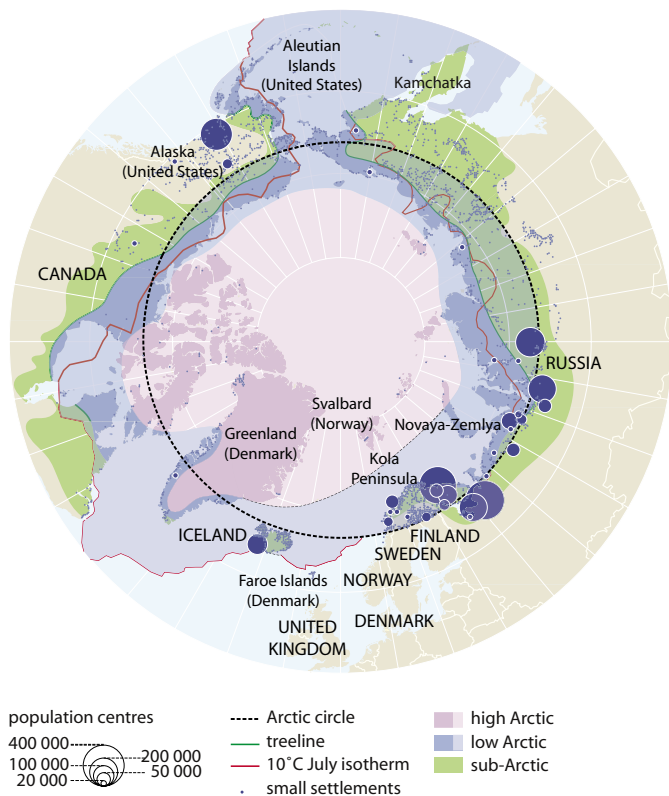 Aleutian
Islands
(United States)
Kamchatka
Alaska
(United States)
CANADA
RUSSIA
Svalbard
(Norway)
Novaya-Zemlya
Greenland
(Denmark)
Kola
Peninsula
ICELAND
FINLAND
SWEDEN
Faroe Islands
(Denmark)
NORWAY
DENMARK
UNITED
KINGDOM
population centres
400 000
200 000
100 000
50 000
20 000
Arctic circle
treeline
10˚C July isotherm
small settlements
high Arctic
low Arctic
sub-Arctic